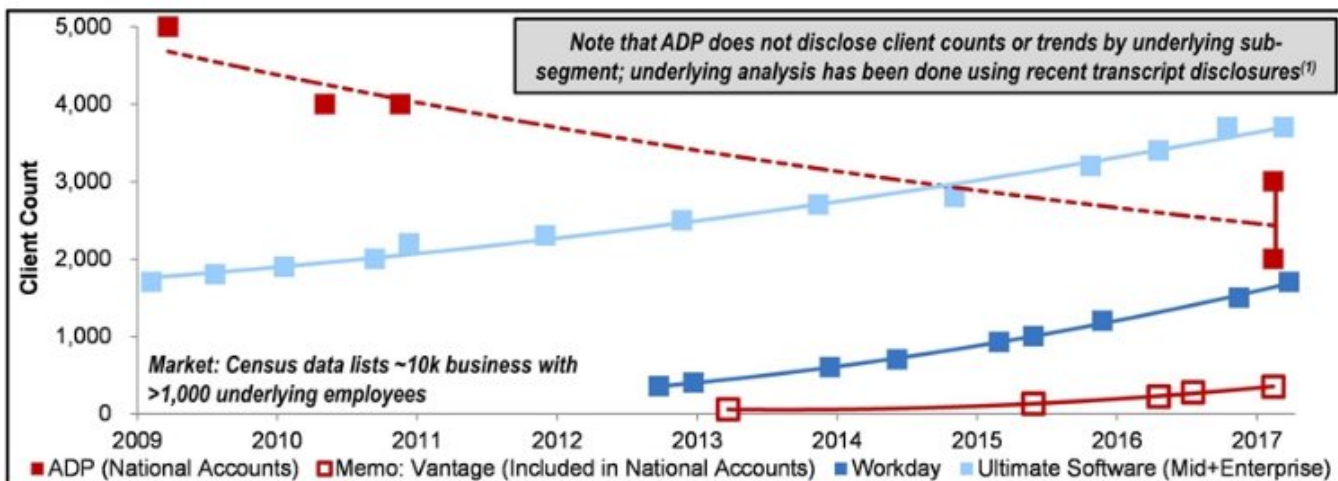 5,000
4,000
3,000
2,000
1,000
0
Client Count
Note that ADP does not disclose client counts or trends by underlying sub-
segment; underlying analysis has been done using recent transcript disclosures(1)
Market: Census data lists ~10k business with
>1,000 underlying employees
2009 2010 2011 2012 2013 2014 2015 2016 2017
ADP (National Accounts) Memo: Vantage (Included in National Accounts) Workday Ultimate Software (Mid+Enterprise)